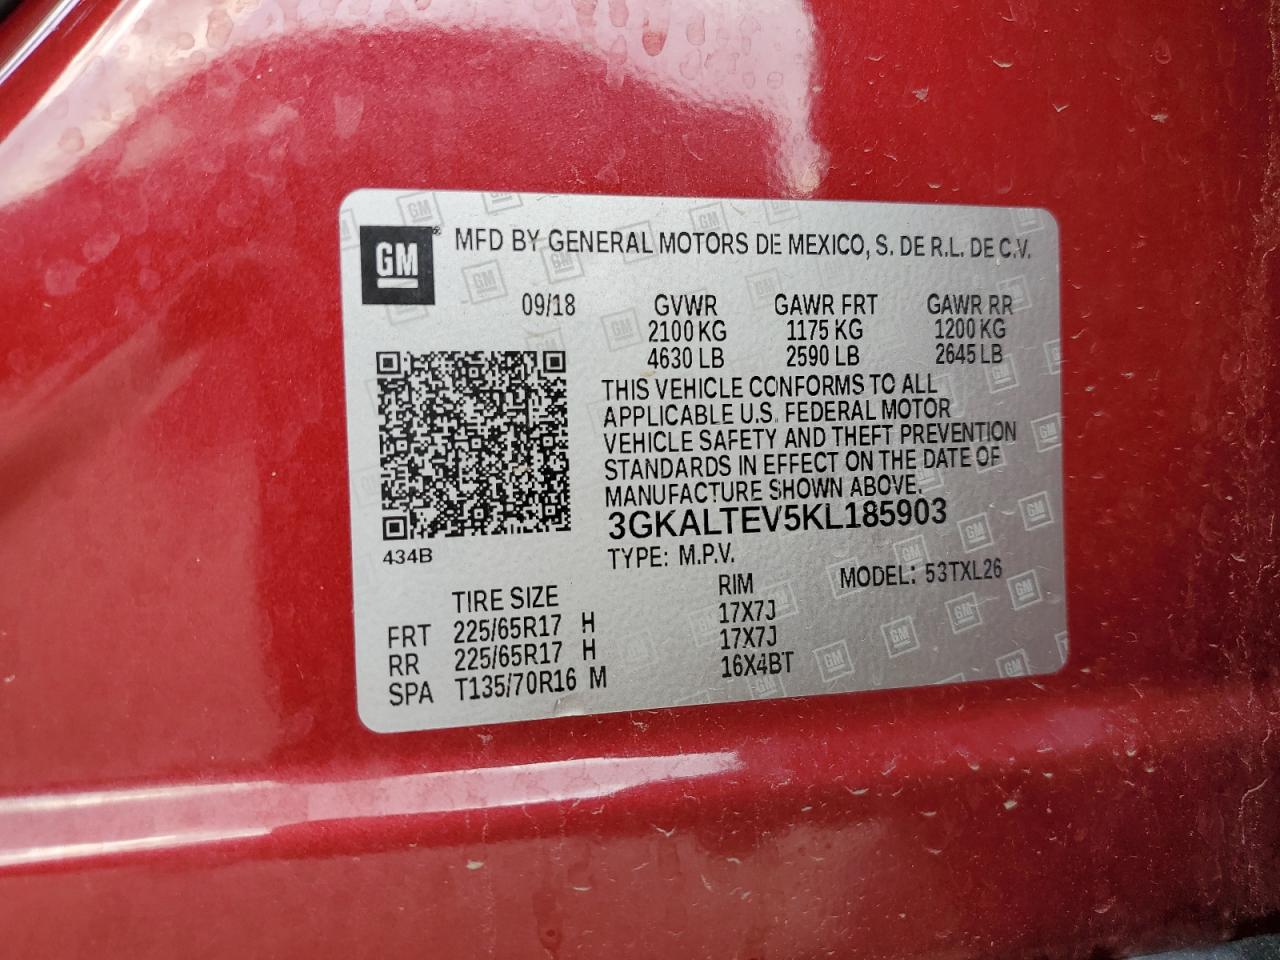 GM
MFD BY GENERAL MOTORS DE MEXICO, S. DE R.L. DE C.V.
09/18 GVWR GAWR FRT GAWR RR
2100 KG 1175 KG 1200 KG
4630 LB 2590 LB 2645 LB
THIS VEHICLE CONFORMS TO ALL
APPLICABLE U.S. FEDERAL MOTOR
VEHICLE SAFETY AND THEFT PREVENTION
STANDARDS IN EFFECT ON THE DATE OF
MANUFACTURE SHOWN ABOVE.
3GKALTEV5KL185903
434B
TYPE: M.P.V.
MODEL: 53TXL26
TIRE SIZE RIM
FRT 225/65R17 H 17X7J
RR 225/65R17 H 17X7J
SPA T135/70R16 M 16X4BT